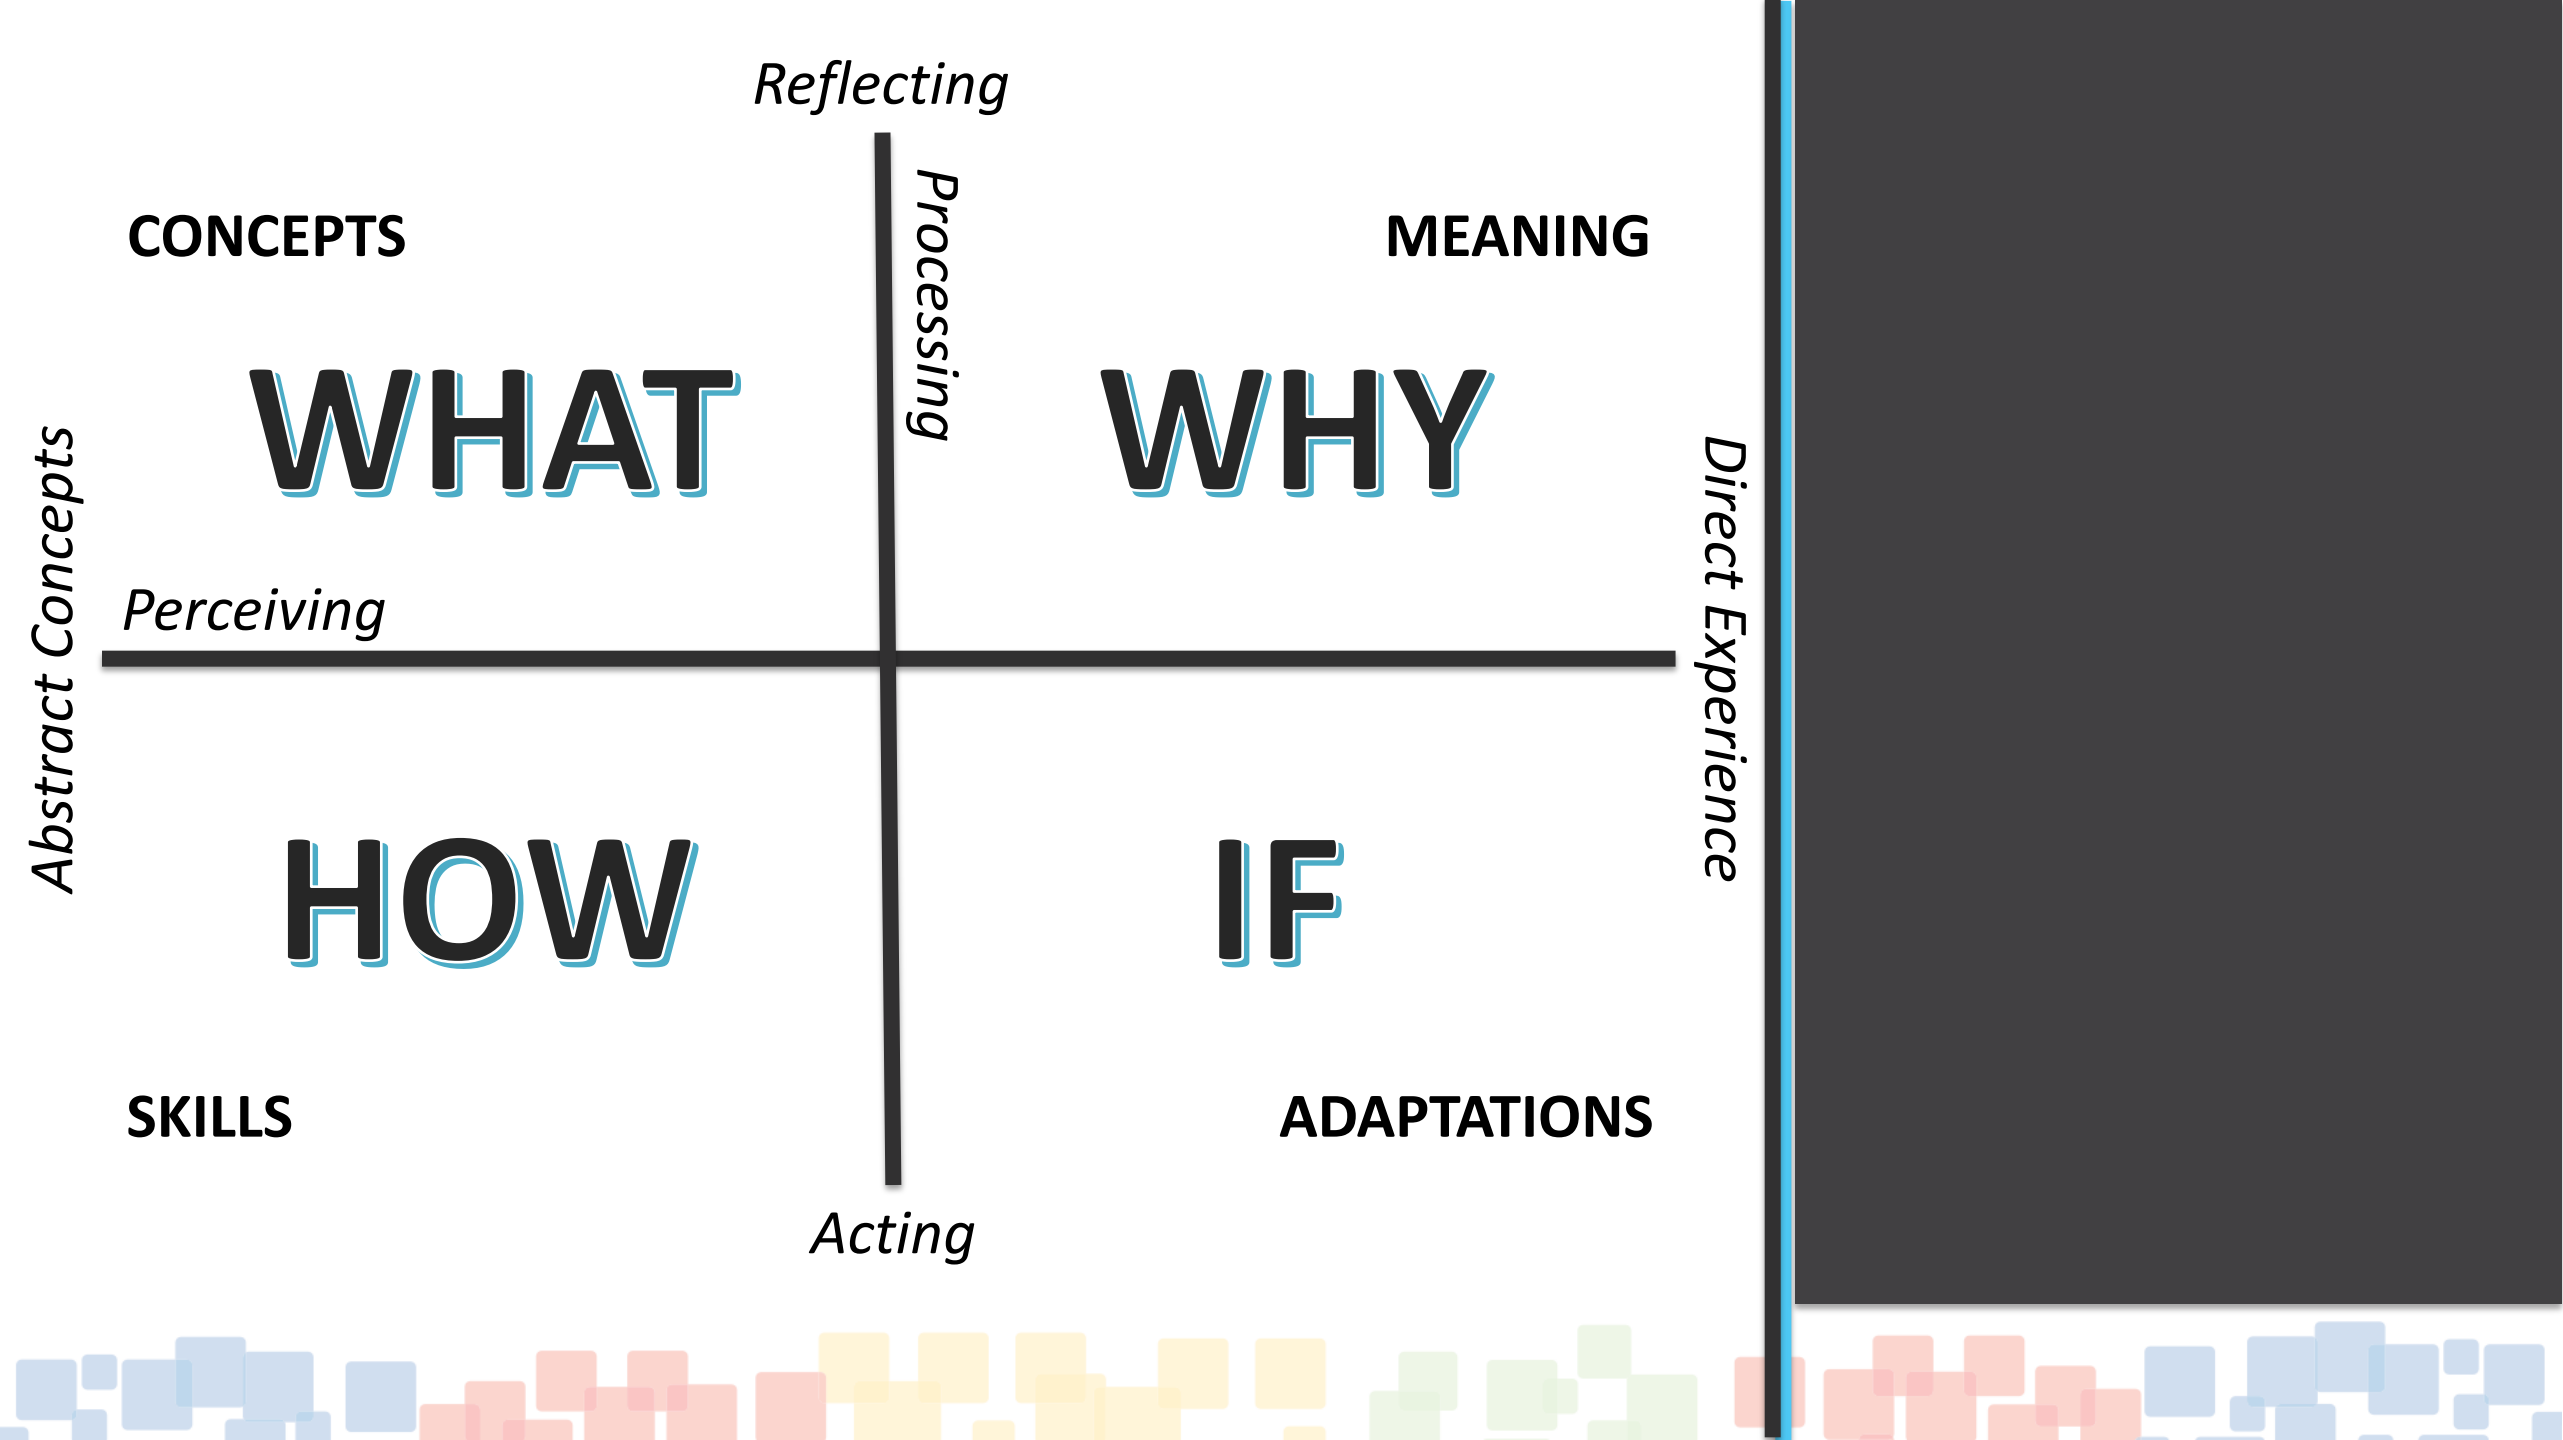 Reflecting
Processing
CONCEPTS
MEANING
WHAT
WHY
Abstract Concepts
Perceiving
Direct Experience
HOW
IF
SKILLS
ADAPTATIONS
Acting